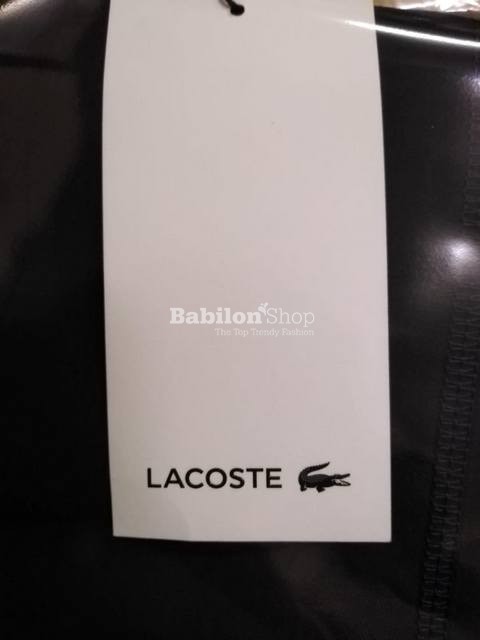 Babilon Shop
The Top Trendy Fashion
LACOSTE